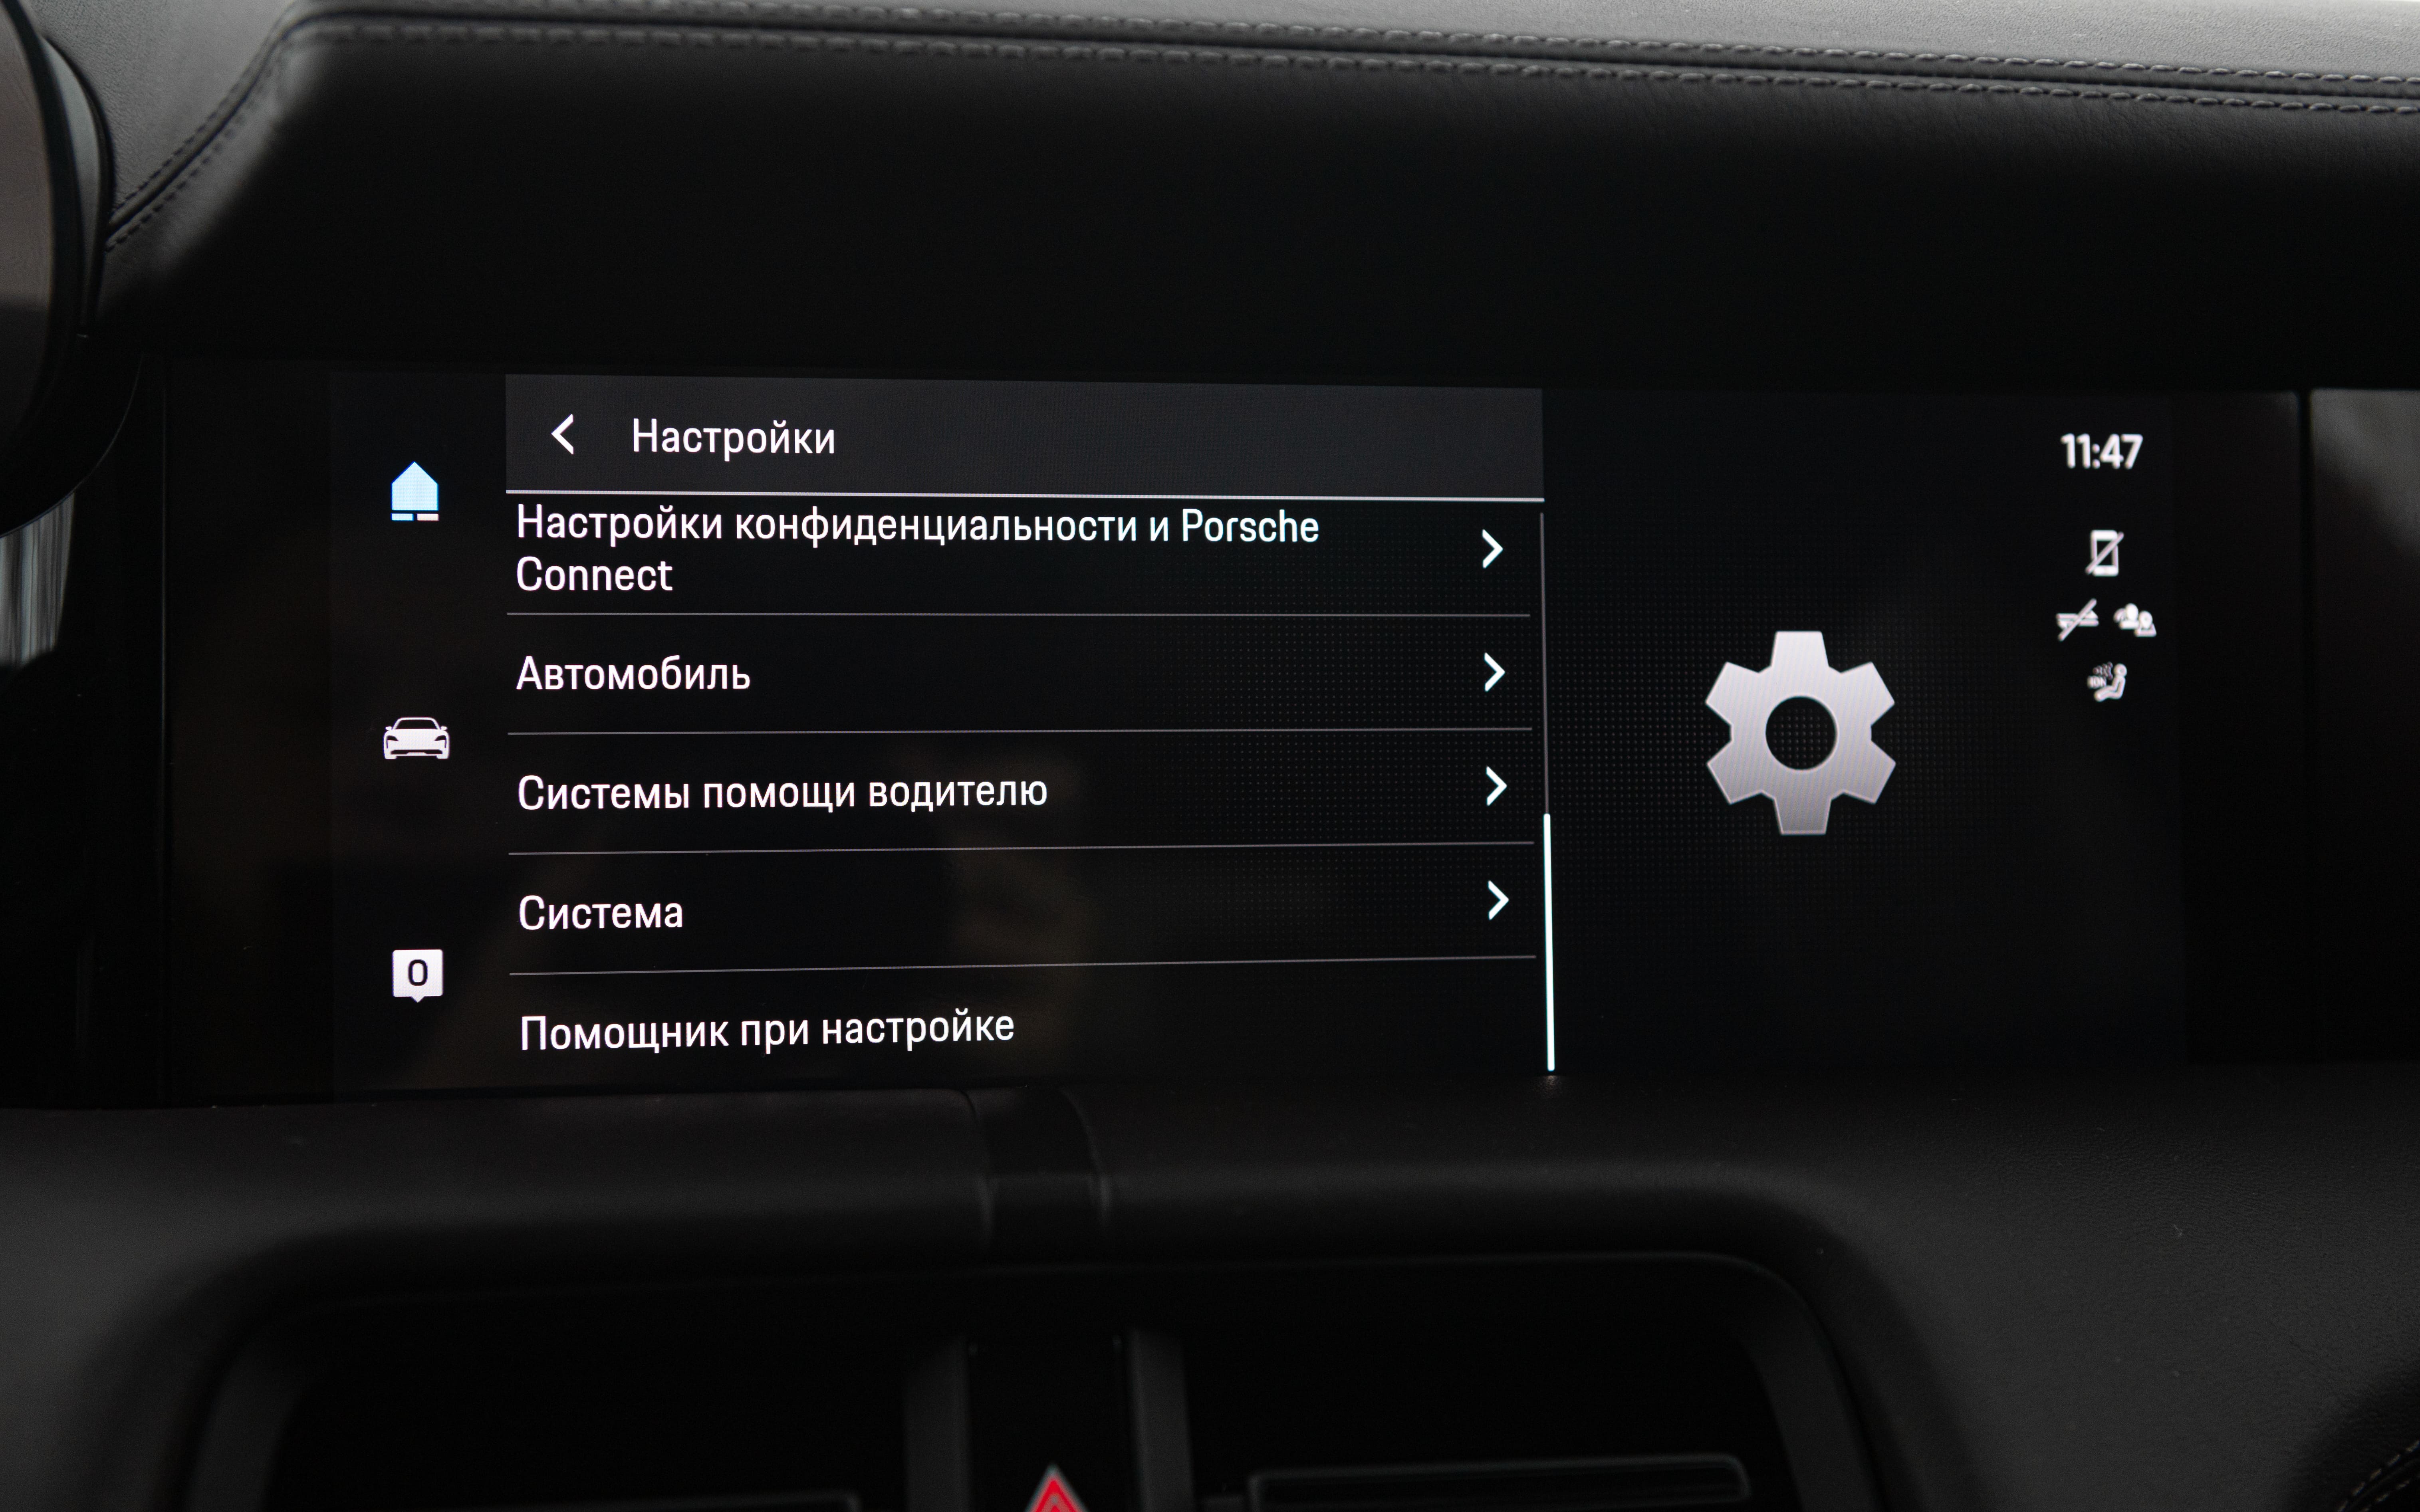 Настройки
11:47
Настройки конфиденциальности и Porsche
Connect
Автомобиль
Системы помощи водителю
Система
0
Помощник при настройке